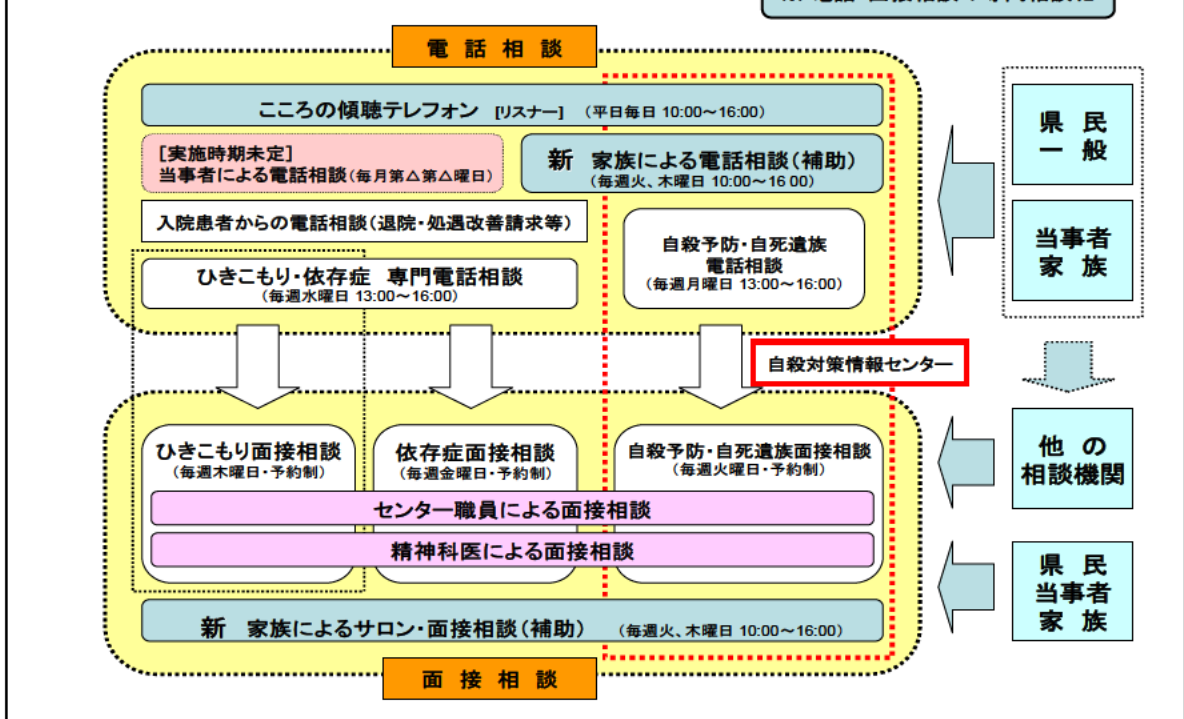 電 話 相 談
こころの傾聴テレフォン [リスナー] (平日毎日 10:00～16:00)
[実施時期未定]
当事者による電話相談(毎月第△第△曜日)
新 家族による電話相談(補助)
(毎週火、木曜日 10:00～16 00)
入院患者からの電話相談(退院・処遇改善請求等)
自殺予防・自死遺族
電話相談
(毎週月曜日 13:00～16:00)
ひきこもり・依存症 専門電話相談
(毎週水曜日 13:00～16:00)
県 民
一 般
当事者
家 族
自殺対策情報センター
ひきこもり面接相談
(毎週木曜日・予約制)
依存症面接相談
(毎週金曜日・予約制)
自殺予防・自死遺族面接相談
(毎週火曜日・予約制)
他 の
相談機関
センター職員による面接相談
精神科医による面接相談
県 民
当事者
家 族
新 家族によるサロン・面接相談(補助) (毎週火、木曜日 10:00～16:00)
面 接 相 談